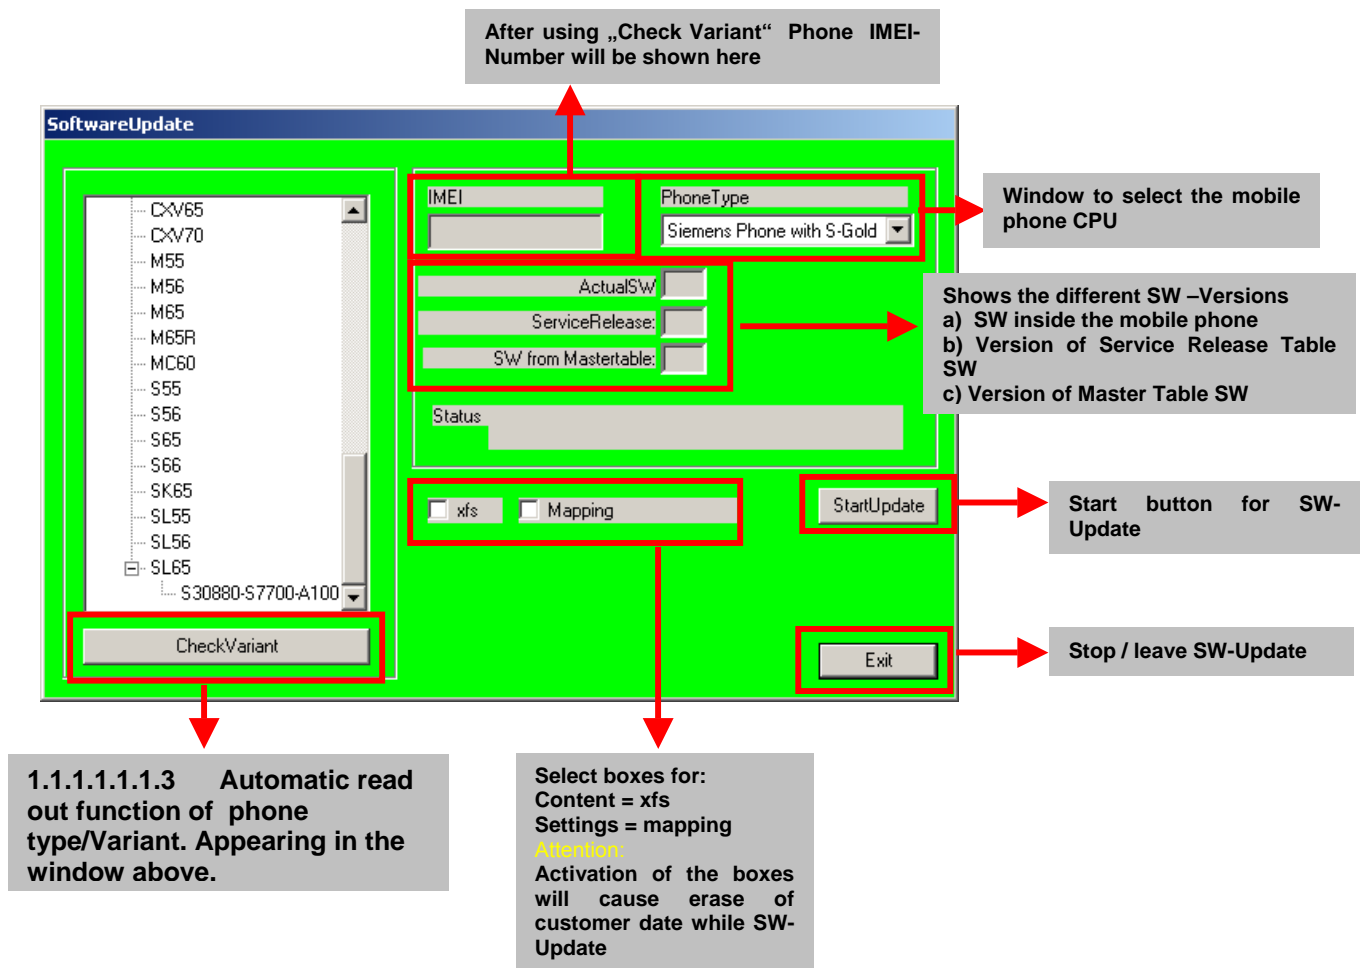 After using „Check Variant“ Phone IMEI-
Number will be shown here
SoftwareUpdate
CXV65
CXV70
M55
M56
M65
M65R
MC60
S55
S56
S65
S66
SK65
SL55
SL56
SL65
S30880-S7700-A100
CheckVariant
IMEI
PhoneType
Siemens Phone with S-Gold
ActualSW
ServiceRelease:
SW from Mastertable:
Status
xfs
Mapping
StartUpdate
Exit
Window to select the mobile
phone CPU
Shows the different SW –Versions
a) SW inside the mobile phone
b) Version of Service Release Table
SW
c) Version of Master Table SW
Start button for SW-
Update
Stop / leave SW-Update
1.1.1.1.1.1.3 Automatic read
out function of phone
type/Variant. Appearing in the
window above.
Select boxes for:
Content = xfs
Settings = mapping
Attention:
Activation of the boxes
will cause erase of
customer date while SW-
Update